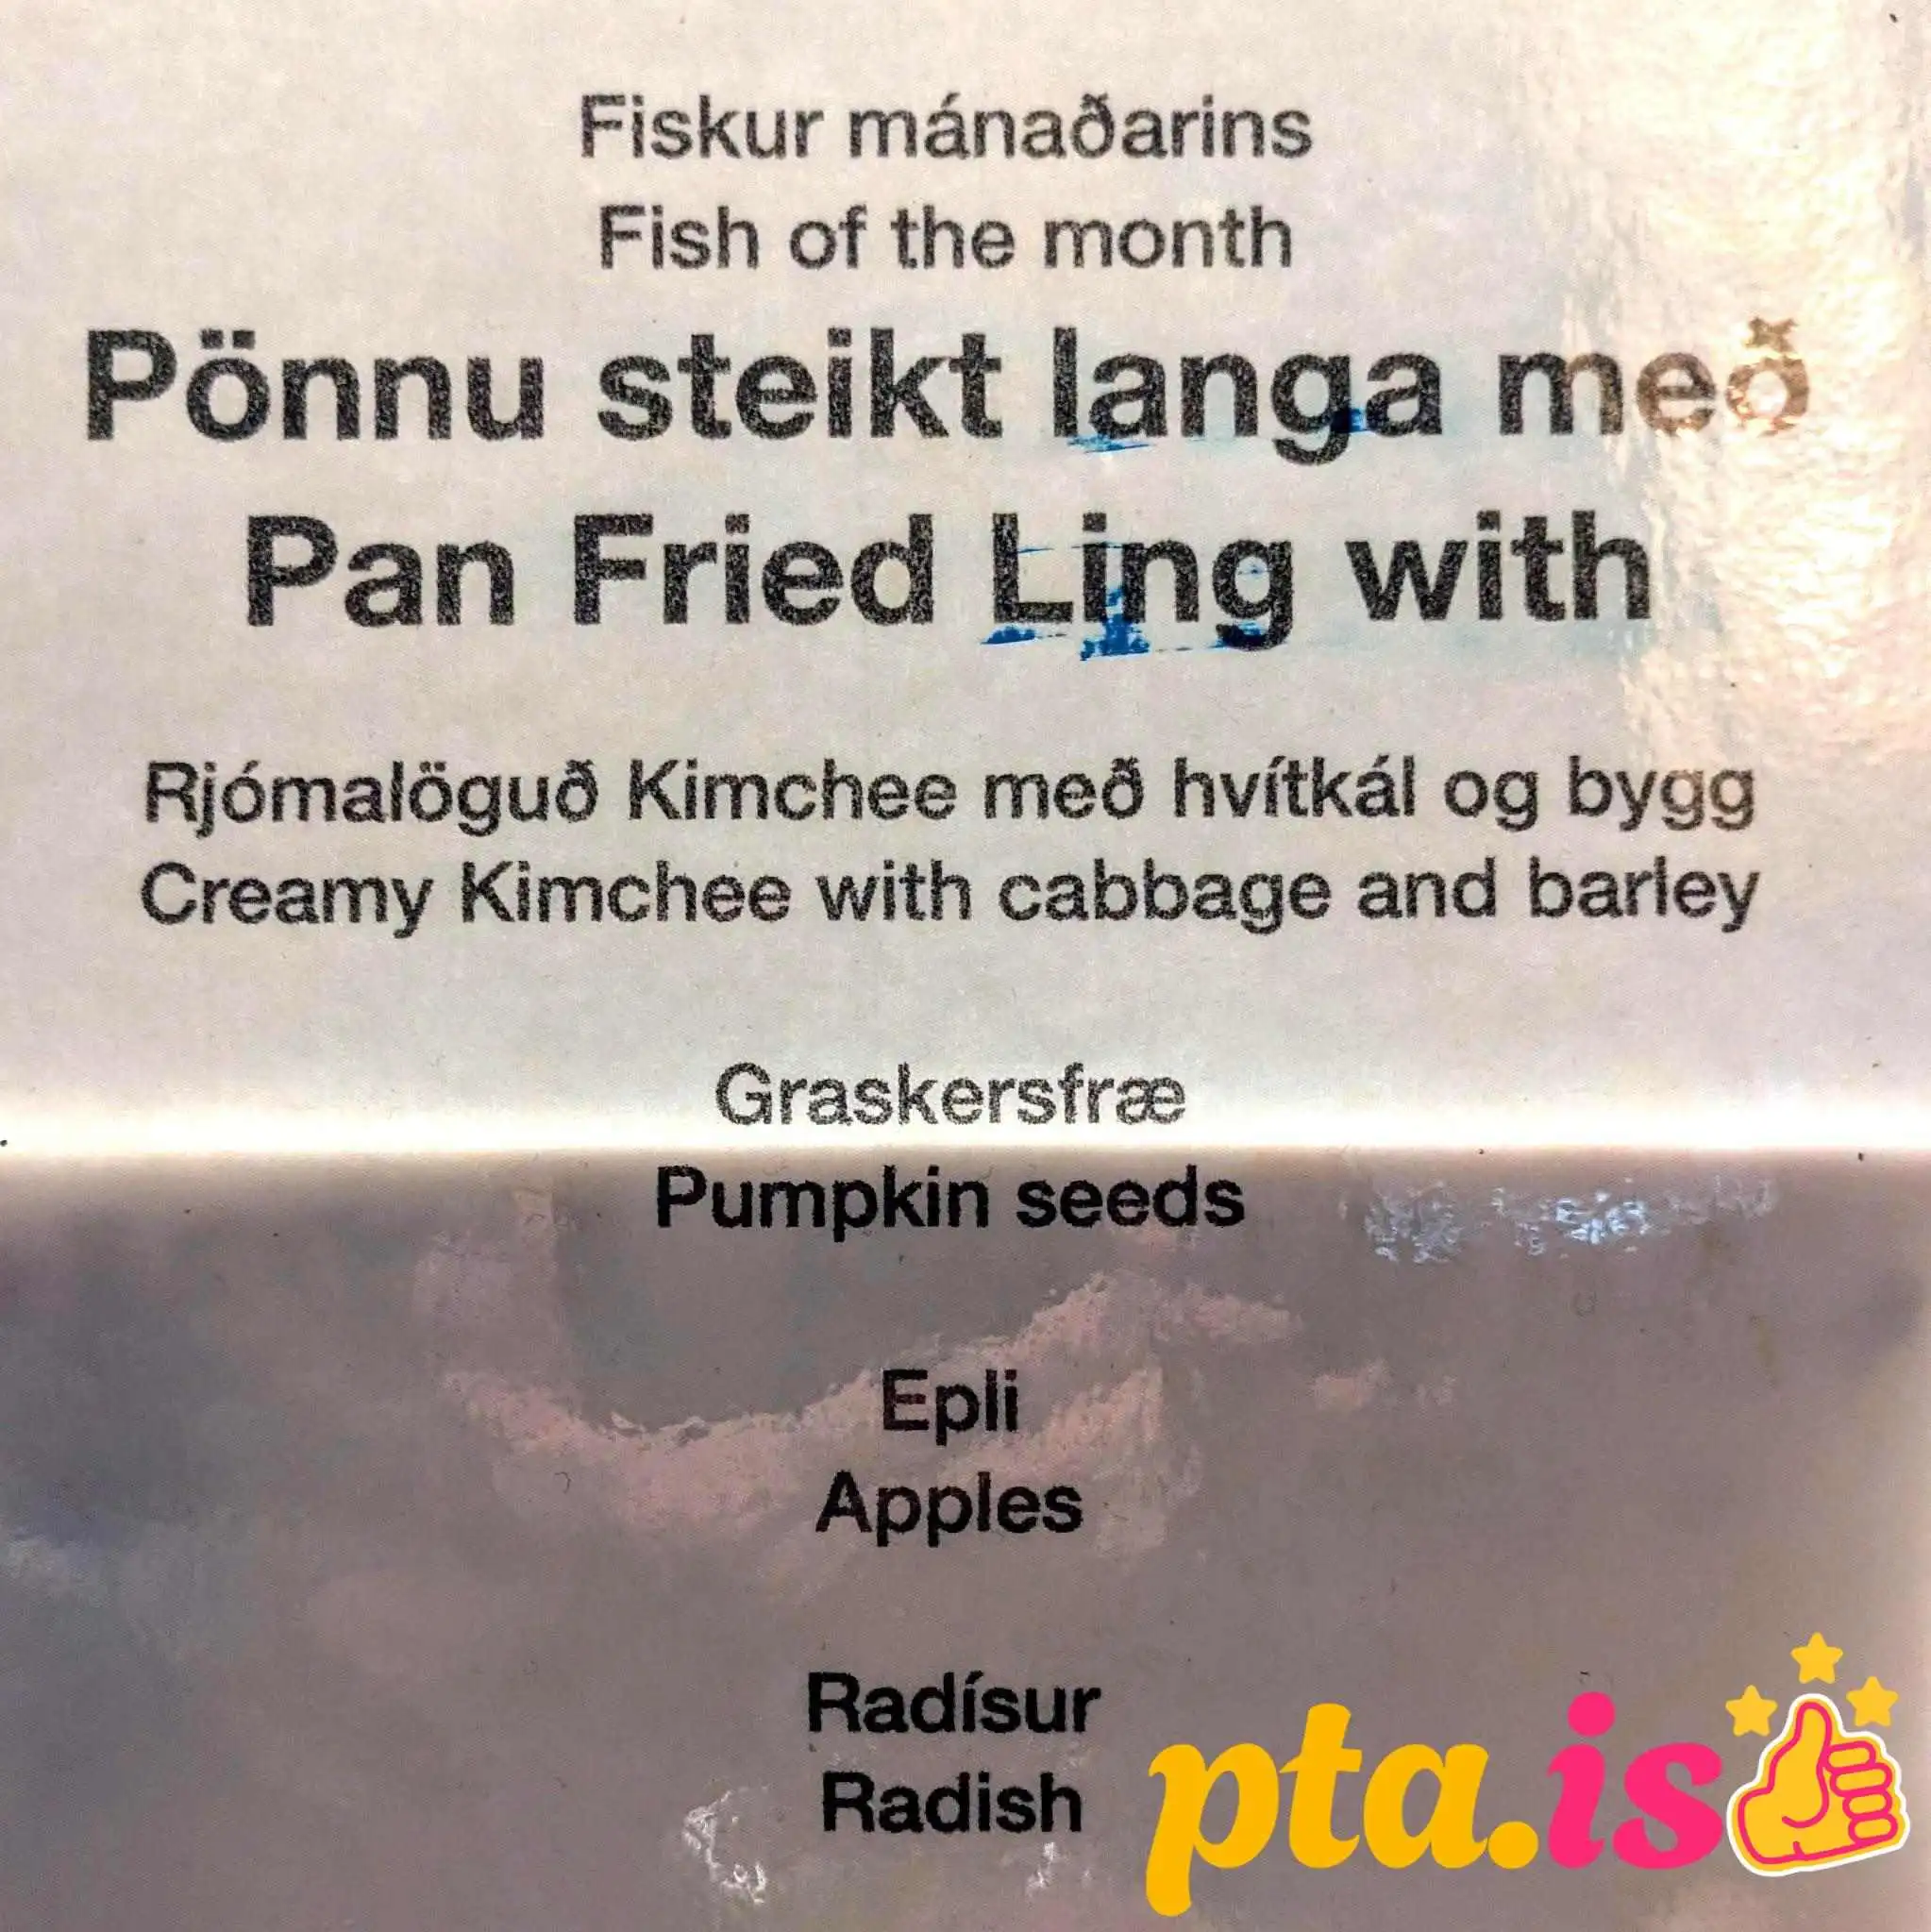 Fiskur mánaðarins
Fish of the month
Pönnu steikt langa með
Pan Fried Ling with
Rjómalöguð Kimchee með hvítkál og bygg
Creamy Kimchee with cabbage and barley
Graskersfræ
Pumpkin seeds
Epli
Apples
Radísur
Radish
pta.is